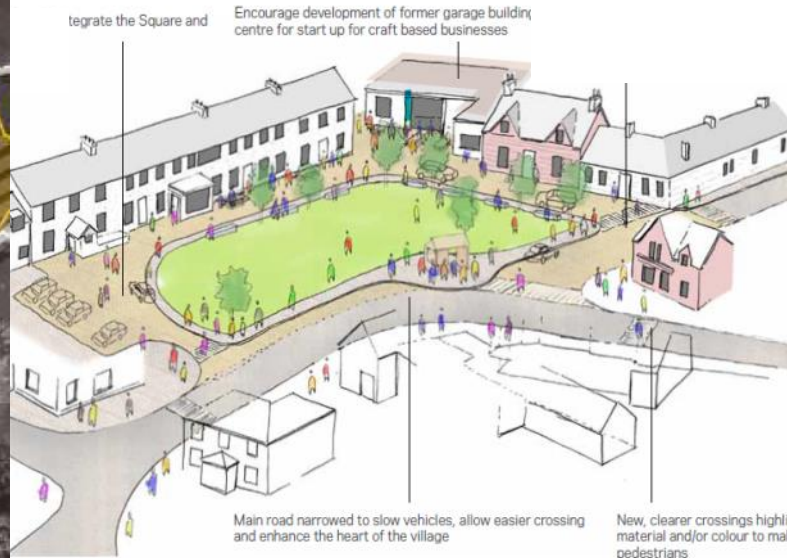 tegrate the Square and
Encourage development of former garage building
centre for start up for craft based businesses
Main road narrowed to slow vehicles, allow easier crossing
and enhance the heart of the village
New, clearer crossings highli
material and/or colour to mal
pedestrians